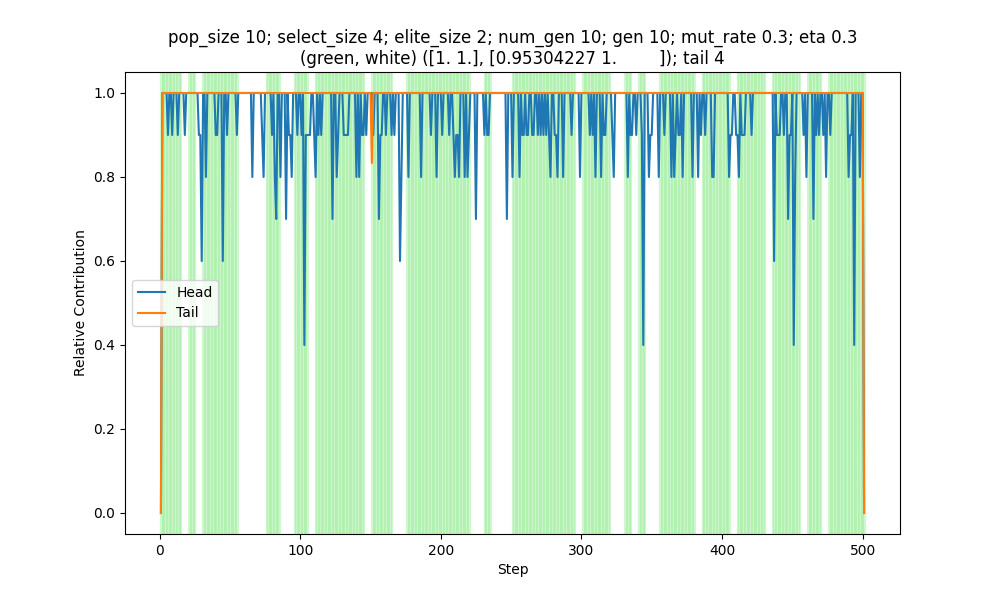 pop_size 10; select_size 4; elite_size 2; num_gen 10; gen 10; mut_rate 0.3; eta 0.3
(green, white) ([1. 1.], [0.95304227 1.         ]); tail 4
1.0
0.8
0.6
0.4
0.2
0.0
Relative Contribution
Head
Tail
0
100
200
300
400
500
Step